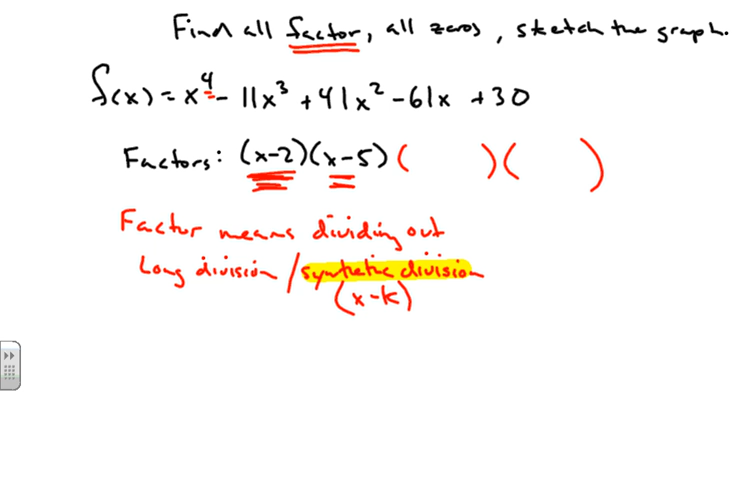 Find all factor, all zeros, sketch the graph.
f(x) = x⁴ - 11x³ + 41x² - 61x + 30
Factors: (x-2)(x-5)( )( )
Factor means dividing out
Long division / synthetic division
(x-k)